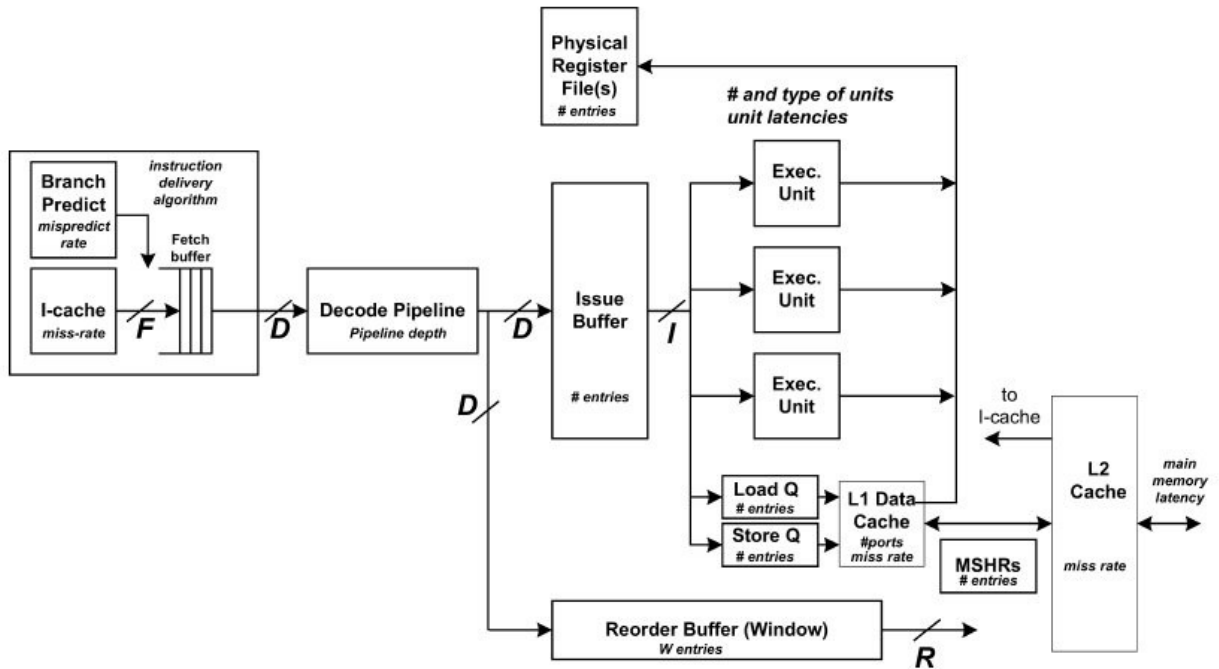 Physical
Register
File(s)
# entries
# and type of units
unit latencies
Branch
Predict
mispredict
rate
instruction
delivery
algorithm
Fetch
buffer
I-cache
miss-rate
F
D
Decode Pipeline
Pipeline depth
D
D
Issue
Buffer
# entries
I
Exec.
Unit
Exec.
Unit
Exec.
Unit
Load Q
# entries
Store Q
# entries
L1 Data
Cache
#ports
miss rate
to
I-cache
L2
Cache
miss rate
main
memory
latency
MSHRs
# entries
Reorder Buffer (Window)
W entries
R